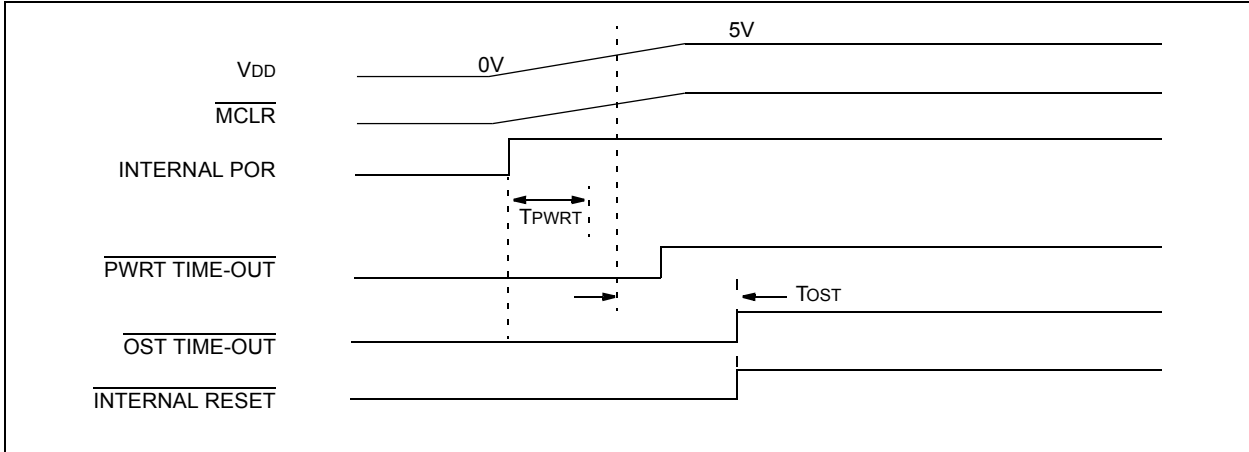 5V
0V
VDD
MCLR
INTERNAL POR
TPWRT
PWRT TIME-OUT
TOST
OST TIME-OUT
INTERNAL RESET